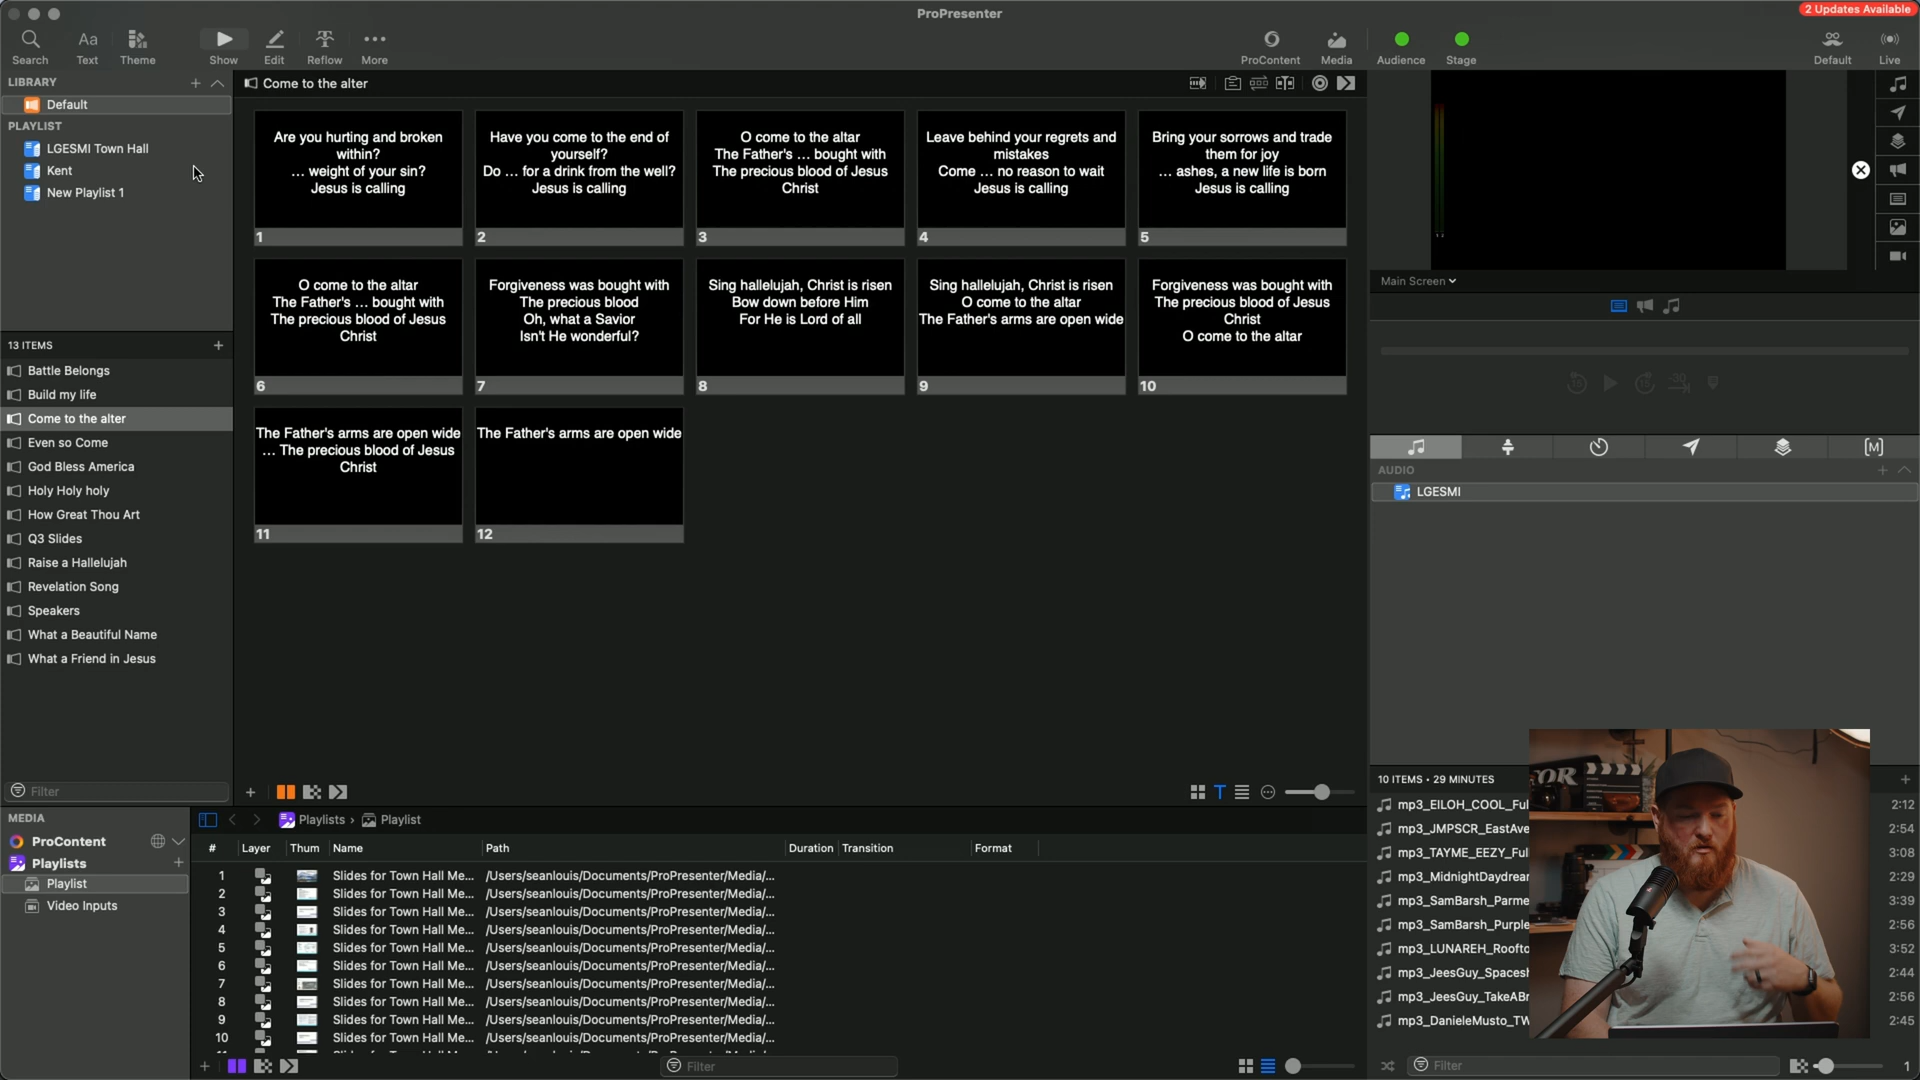 ProPresenter
2 Updates Available
Search
Text
Theme
Show
Edit
Reflow
More
ProContent
Media
Audience
Stage
Default
Live
LIBRARY
Default
PLAYLIST
LGESMI Town Hall
Kent
New Playlist 1
13 ITEMS
Battle Belongs
Build my life
Come to the alter
Even so Come
God Bless America
Holy Holy holy
How Great Thou Art
Q3 Slides
Raise a Hallelujah
Revelation Song
Speakers
What a Beautiful Name
What a Friend in Jesus
Filter
Come to the alter
Are you hurting and broken
within?
... weight of your sin?
Jesus is calling
1
Have you come to the end of
yourself?
Do ... for a drink from the well?
Jesus is calling
2
O come to the altar
The Father's ... bought with
The precious blood of Jesus
Christ
3
Leave behind your regrets and
mistakes
Come ... no reason to wait
Jesus is calling
4
Bring your sorrows and trade
them for joy
... ashes, a new life is born
Jesus is calling
5
O come to the altar
The Father's ... bought with
The precious blood of Jesus
Christ
6
Forgiveness was bought with
The precious blood
Oh, what a Savior
Isn't He wonderful?
7
Sing hallelujah, Christ is risen
Bow down before Him
For He is Lord of all
8
Sing hallelujah, Christ is risen
O come to the altar
The Father's arms are open wide
9
Forgiveness was bought with
The precious blood of Jesus
Christ
O come to the altar
10
The Father's arms are open wide
... The precious blood of Jesus
Christ
11
The Father's arms are open wide
12
Main Screen
AUDIO
LGESMI
10 ITEMS • 29 MINUTES
mp3_EILOH_COOL_Ful 2:12
mp3_JMPSCR_EastAve 2:54
mp3_TAYME_EEZY_Ful 3:08
mp3_MidnightDaydrear 2:29
mp3_SamBarsh_Parme 3:39
mp3_SamBarsh_Purple 2:56
mp3_LUNAREH_Roofto 3:52
mp3_JeesGuy_Spacesh 2:44
mp3_JeesGuy_TakeABr 2:56
mp3_DanieleMusto_TW 2:45
Filter
1
MEDIA
ProContent
Playlists
Playlist
Video Inputs
Playlists › Playlist
# Layer Thum Name Path Duration Transition Format
1 Slides for Town Hall Me... /Users/seanlouis/Documents/ProPresenter/Media/...
2 Slides for Town Hall Me... /Users/seanlouis/Documents/ProPresenter/Media/...
3 Slides for Town Hall Me... /Users/seanlouis/Documents/ProPresenter/Media/...
4 Slides for Town Hall Me... /Users/seanlouis/Documents/ProPresenter/Media/...
5 Slides for Town Hall Me... /Users/seanlouis/Documents/ProPresenter/Media/...
6 Slides for Town Hall Me... /Users/seanlouis/Documents/ProPresenter/Media/...
7 Slides for Town Hall Me... /Users/seanlouis/Documents/ProPresenter/Media/...
8 Slides for Town Hall Me... /Users/seanlouis/Documents/ProPresenter/Media/...
9 Slides for Town Hall Me... /Users/seanlouis/Documents/ProPresenter/Media/...
10 Slides for Town Hall Me... /Users/seanlouis/Documents/ProPresenter/Media/...
Filter